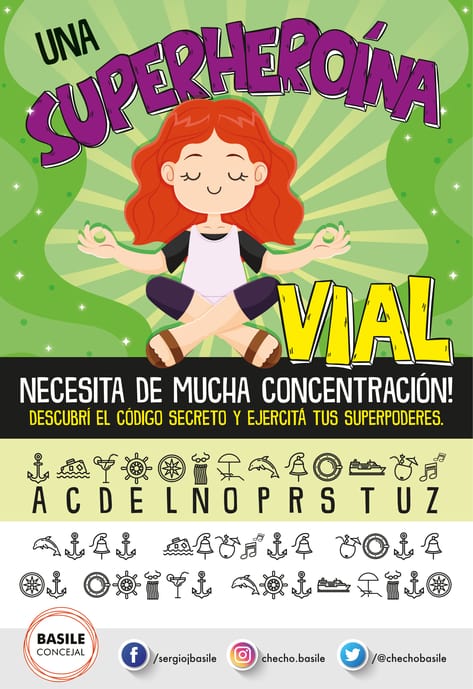 UNA
SUPERHEROÍNA
VIAL
NECESITA DE MUCHA CONCENTRACIÓN!
DESCUBRÍ EL CÓDIGO SECRETO Y EJERCITÁ TUS SUPERPODERES.
A C D E L N O P R S T U Z
BASILE
CONCEJAL
/sergiojbasile
checho.basile
/@chechobasile